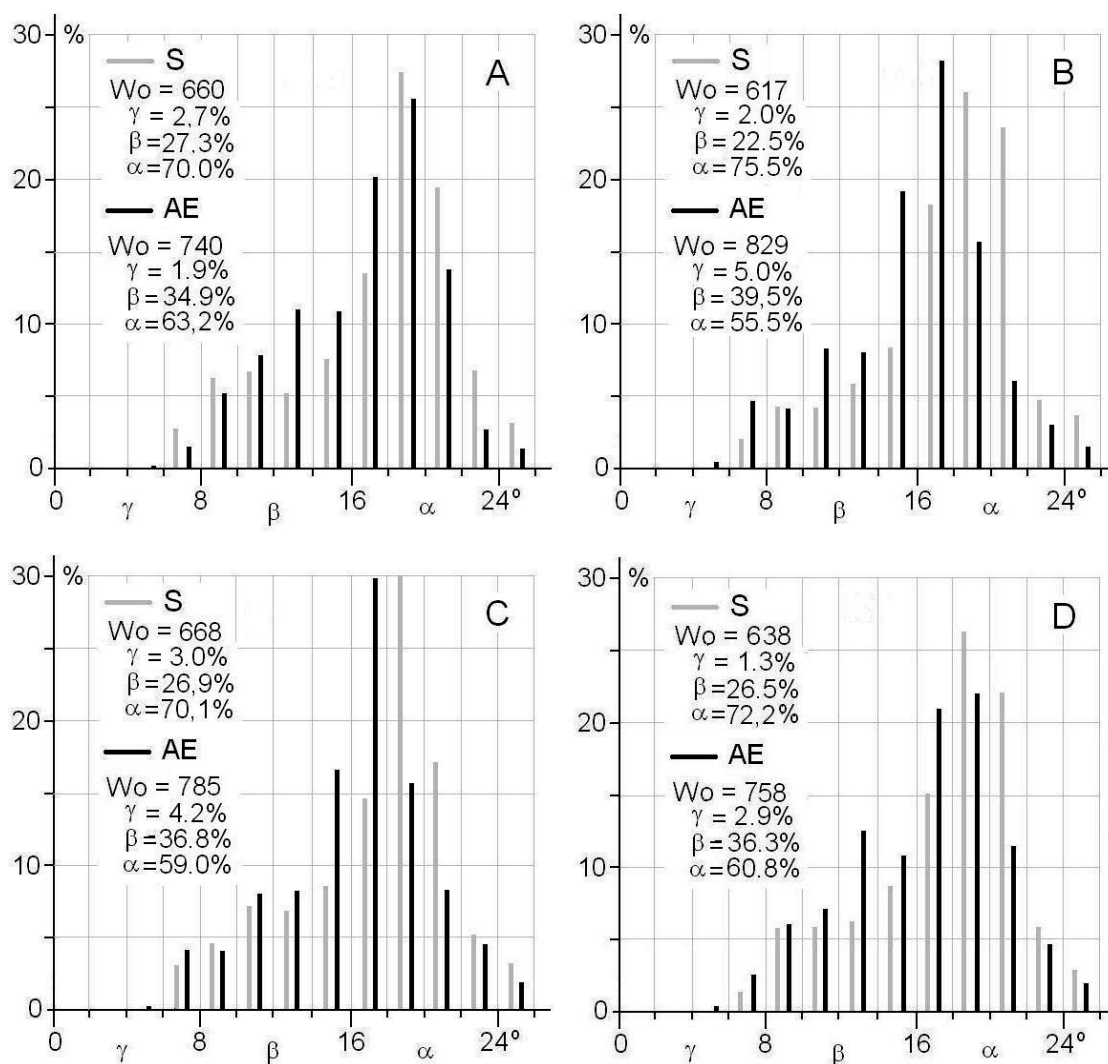 30 %
S
A
Wo = 660
γ = 2,7%
β = 27,3%
α = 70.0%
20
AE
Wo = 740
γ = 1.9%
β = 34.9%
α = 63,2%
10
0
0 γ 8 β 16 α 24°
30 %
S
B
Wo = 617
γ = 2.0%
β = 22.5%
α = 75.5%
20
AE
Wo = 829
γ = 5.0%
β = 39,5%
α = 55.5%
10
0
0 γ 8 β 16 α 24°
30 %
S
C
Wo = 668
γ = 3.0%
β = 26,9%
α = 70,1%
20
AE
Wo = 785
γ = 4.2%
β = 36.8%
α = 59.0%
10
0
0 γ 8 β 16 α 24°
30 %
S
D
Wo = 638
γ = 1.3%
β = 26.5%
α = 72,2%
20
AE
Wo = 758
γ = 2.9%
β = 36.3%
α = 60.8%
10
0
0 γ 8 β 16 α 24°